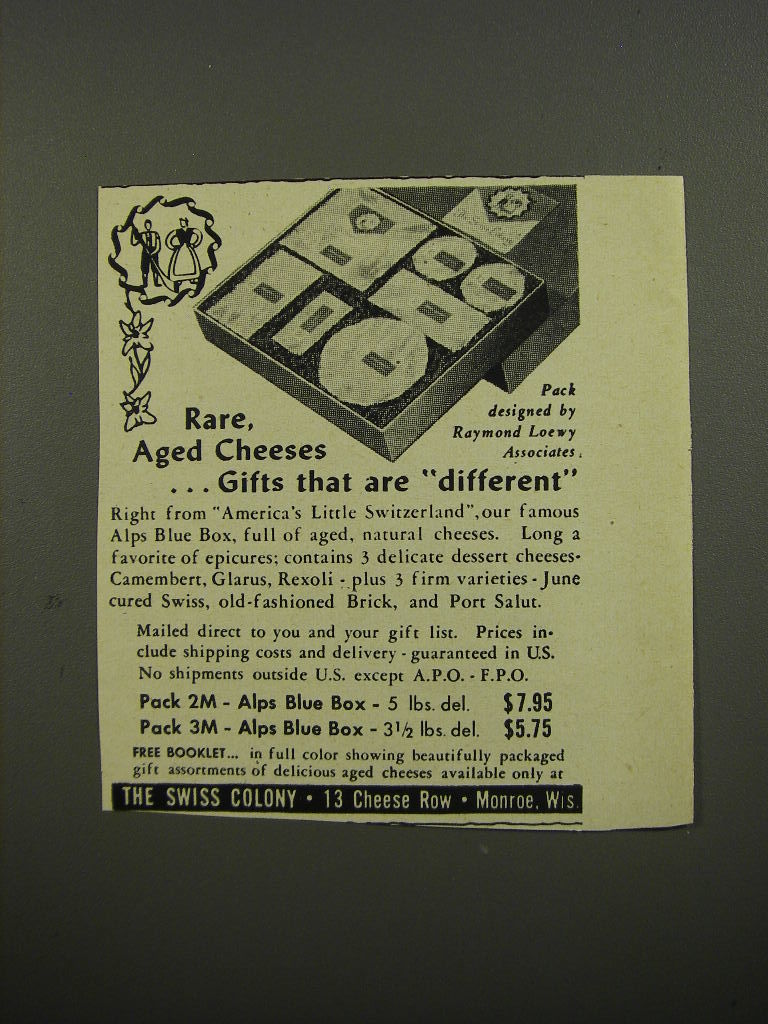 Pack
designed by
Raymond Loewy
Associates.
Rare,
Aged Cheeses
... Gifts that are "different"
Right from "America's Little Switzerland", our famous
Alps Blue Box, full of aged, natural cheeses. Long a
favorite of epicures; contains 3 delicate dessert cheeses-
Camembert, Glarus, Rexoli - plus 3 firm varieties - June
cured Swiss, old-fashioned Brick, and Port Salut.
Mailed direct to you and your gift list. Prices in-
clude shipping costs and delivery - guaranteed in U.S.
No shipments outside U.S. except A.P.O. - F.P.O.
Pack 2M - Alps Blue Box - 5 lbs. del. $7.95
Pack 3M - Alps Blue Box - 3½ lbs. del. $5.75
FREE BOOKLET... in full color showing beautifully packaged
gift assortments of delicious aged cheeses available only at
THE SWISS COLONY • 13 Cheese Row • Monroe, Wis.